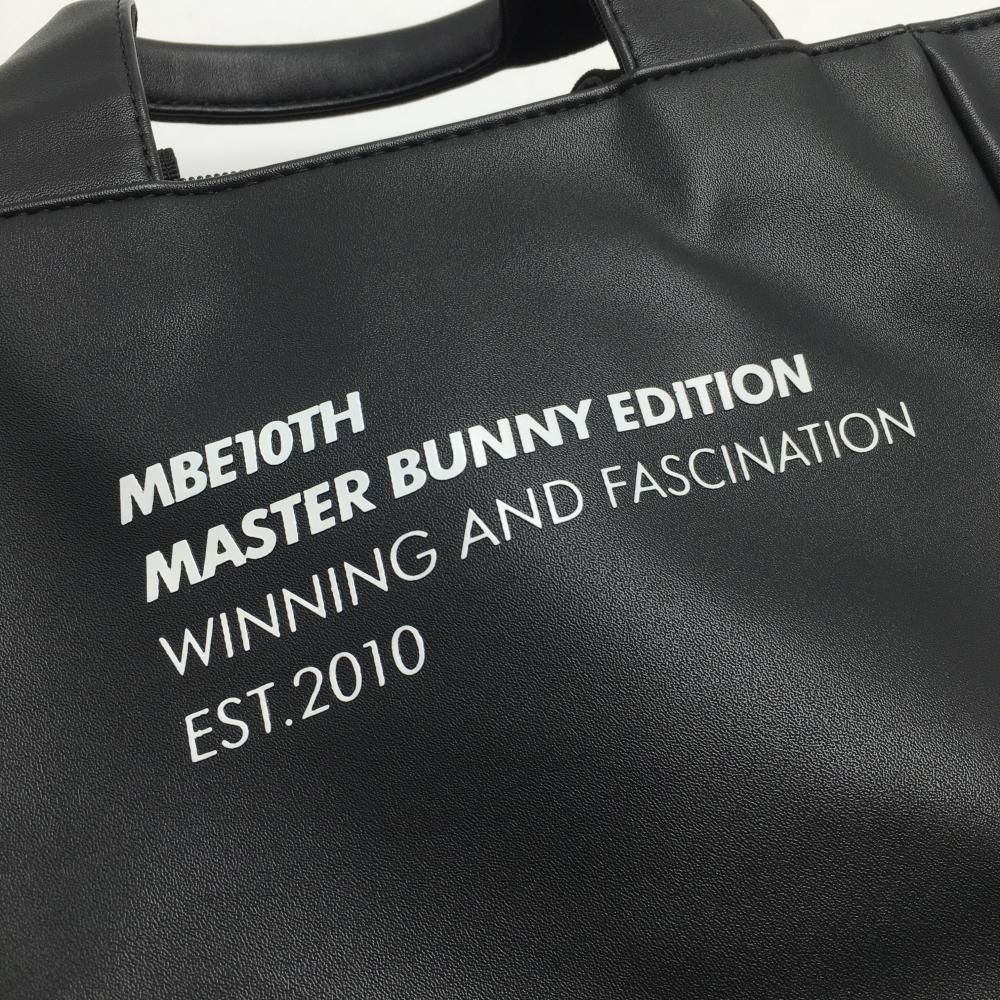 MBE10TH
MASTER BUNNY EDITION
WINNING AND FASCINATION
EST.2010